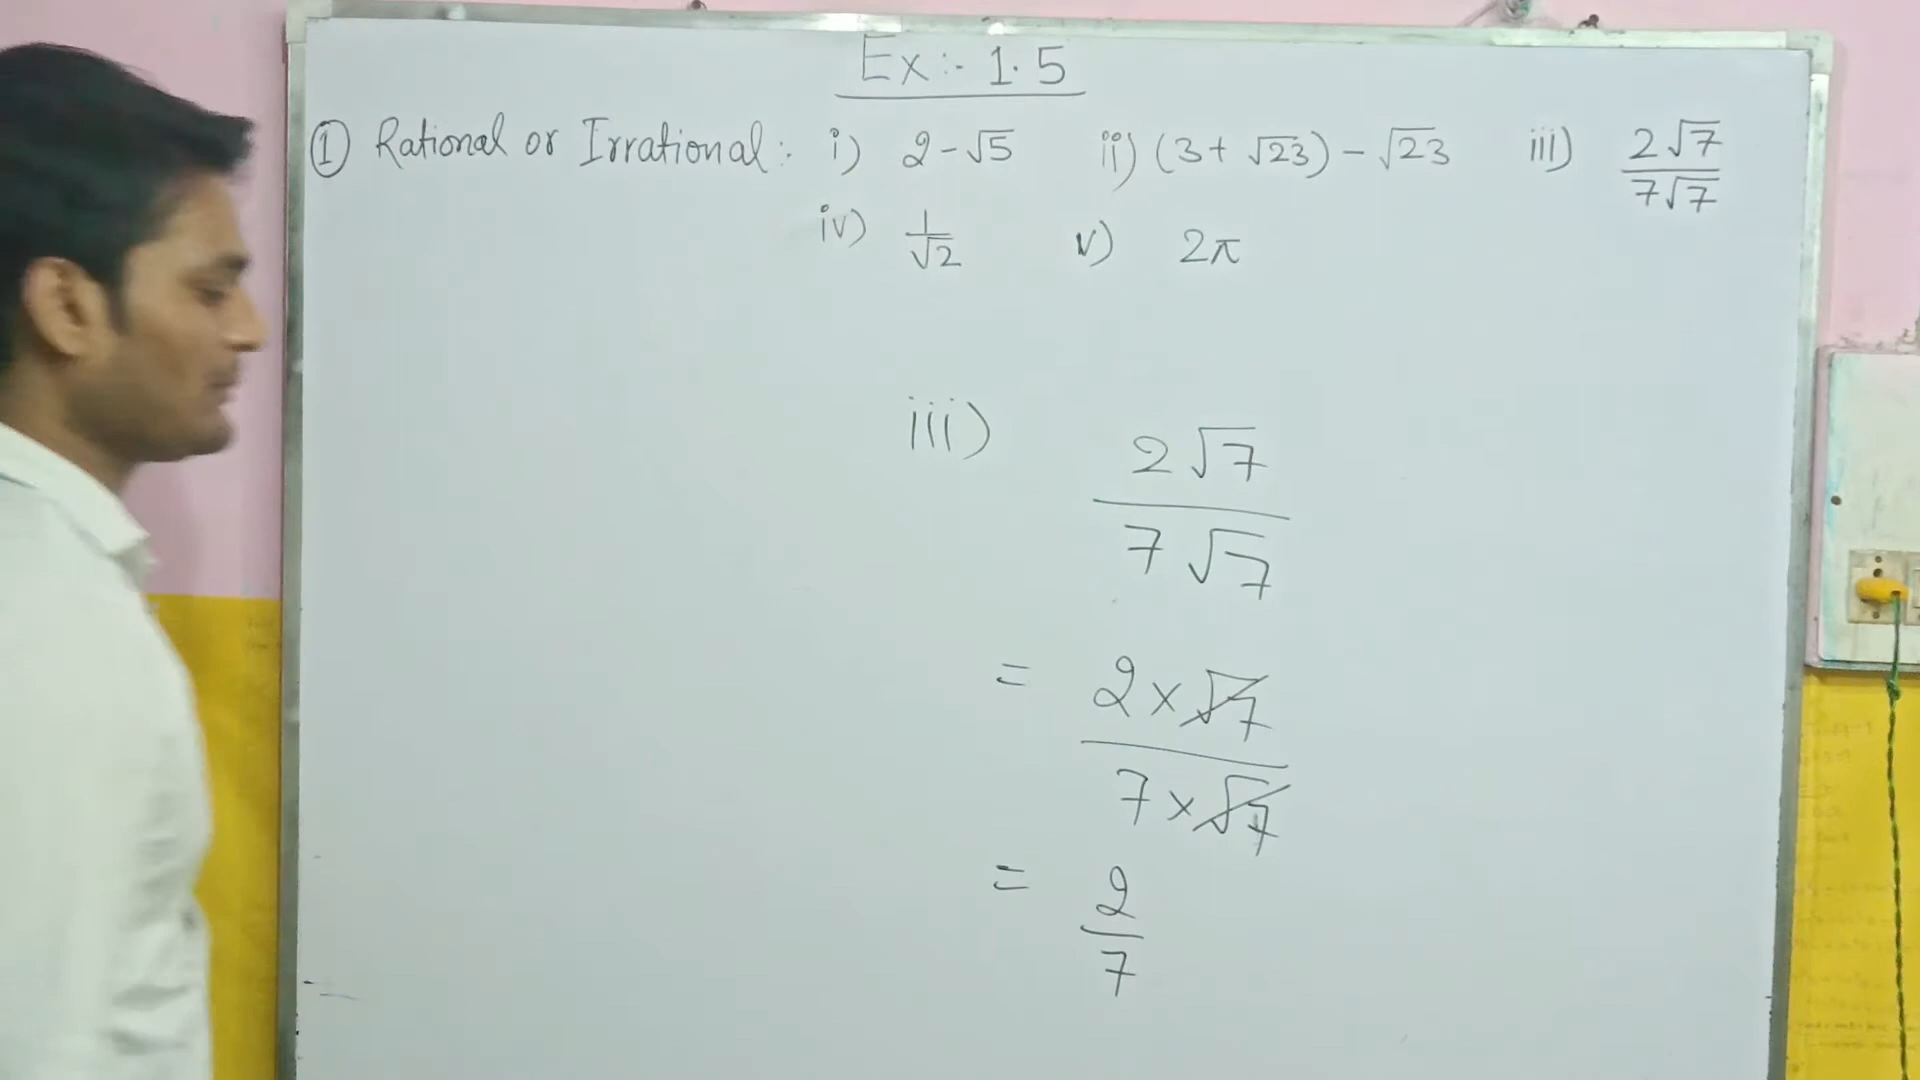 Ex:- 1.5
① Rational or Irrational:- i) 2-√5 ii) (3+√23)-√23 iii) 2√7/7√7
iv) 1/√2 v) 2π
iii) 2√7
7√7
= 2×√7
7×√7
= 2
7